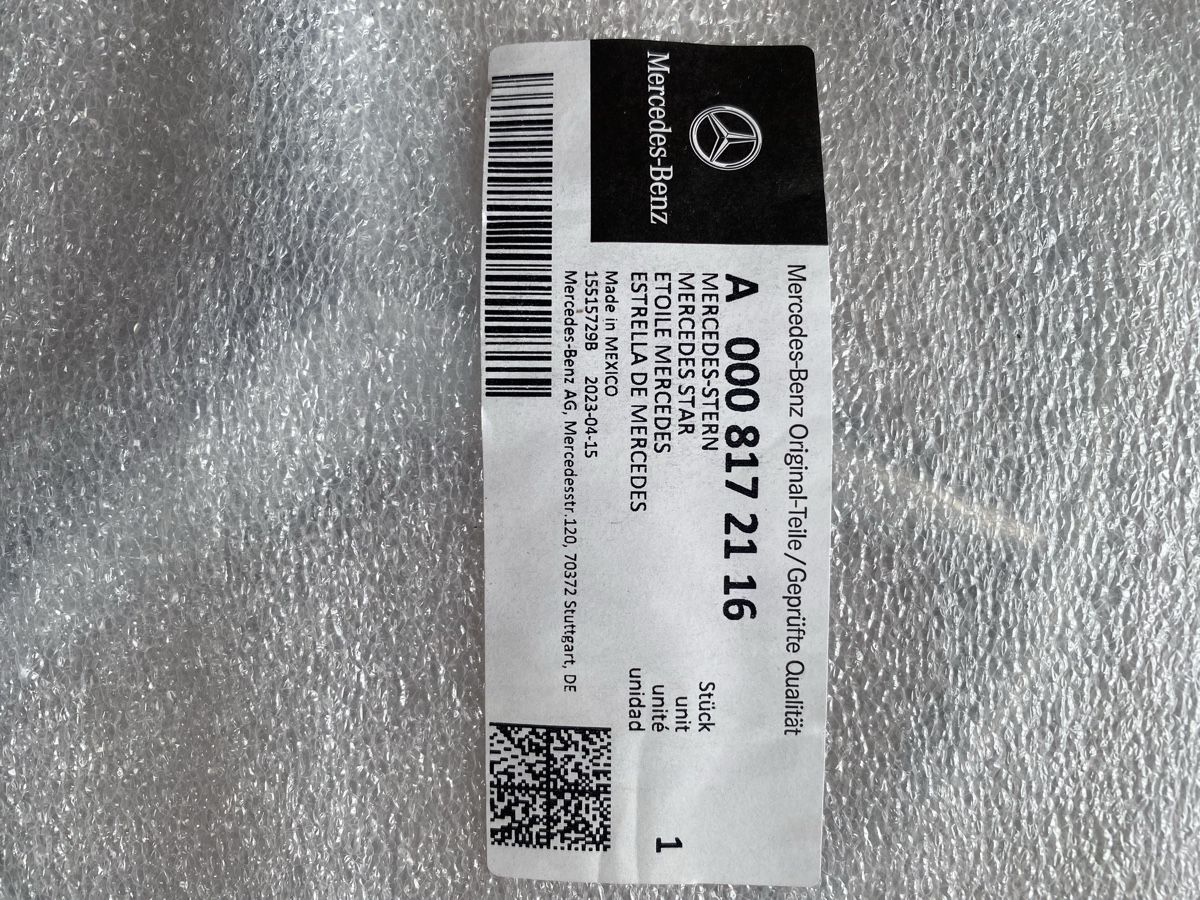 Mercedes-Benz
Mercedes-Benz Original-Teile/Geprüfte Qualität
A 000 817 21 16
MERCEDES-STERN
MERCEDES STAR
ETOILE MERCEDES
ESTRELLA DE MERCEDES
Stück
unit
unité
unidad
1
Made in MEXICO
15515729B 2023-04-15
Mercedes-Benz AG, Mercedesstr.120, 70372 Stuttgart, DE